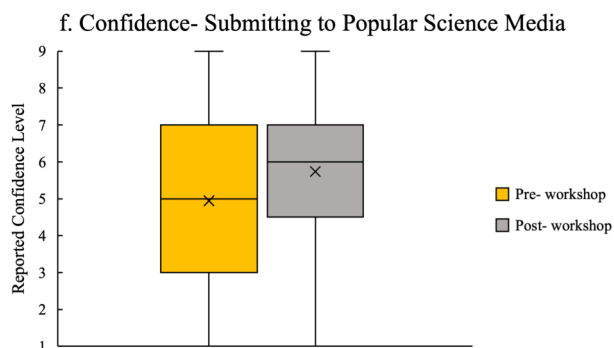 f. Confidence- Submitting to Popular Science Media
Reported Confidence Level
9
8
7
6
5
4
3
2
1
Pre- workshop
Post- workshop